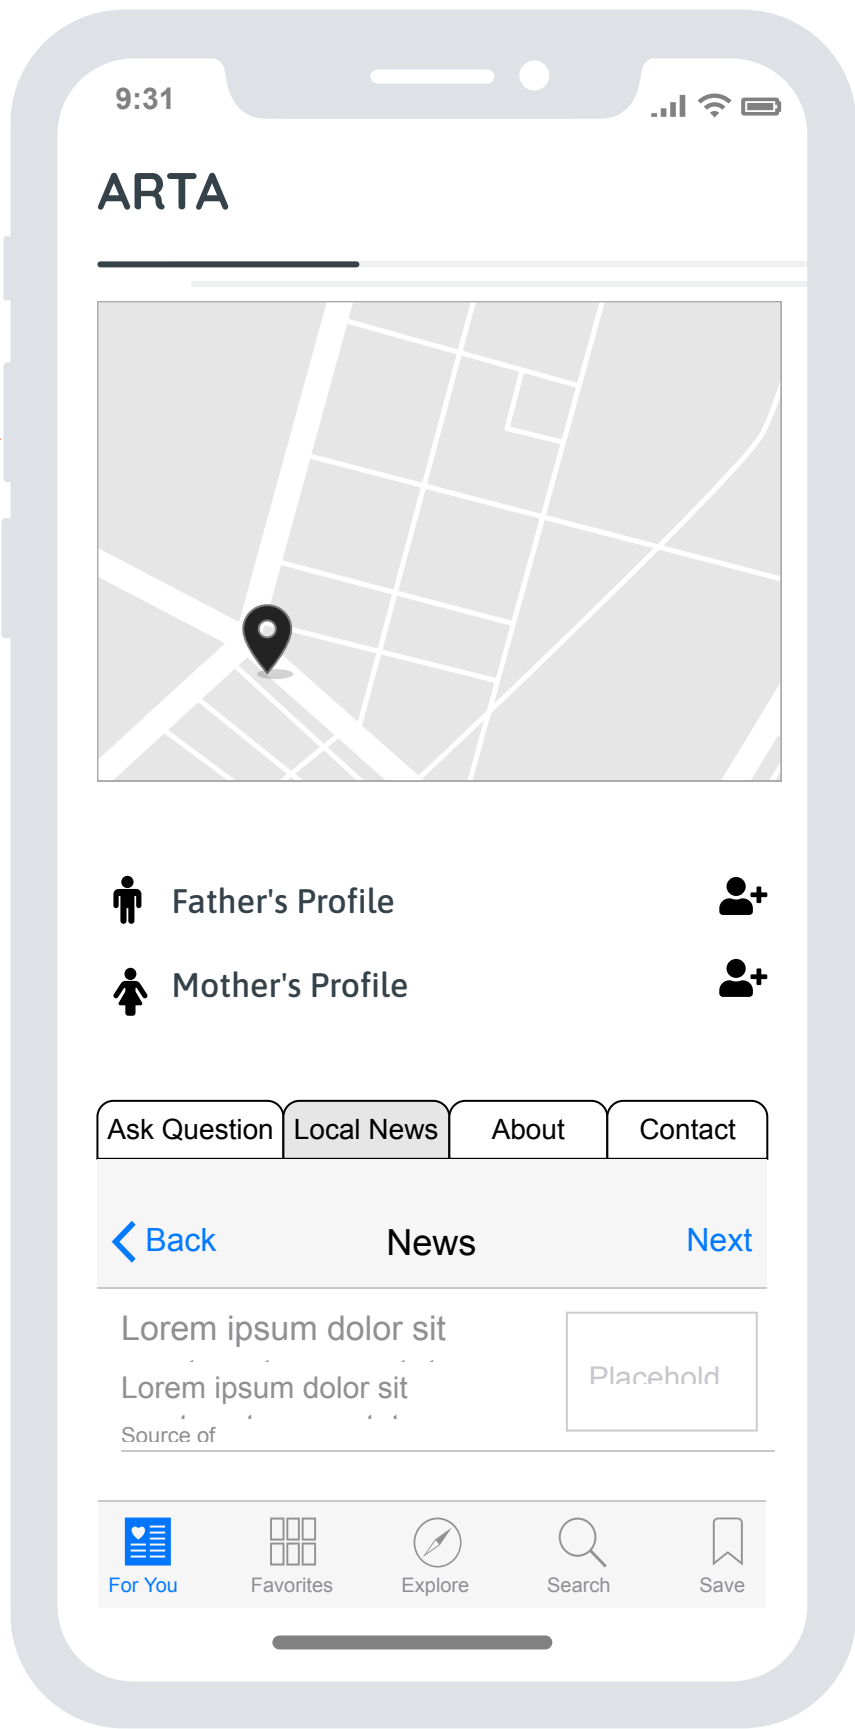 9:31
ARTA
Father's Profile
Mother's Profile
Ask Question Local News About Contact
Back News Next
Lorem ipsum dolor sit
Lorem ipsum dolor sit
Placehold
Source of
For You Favorites Explore Search Save